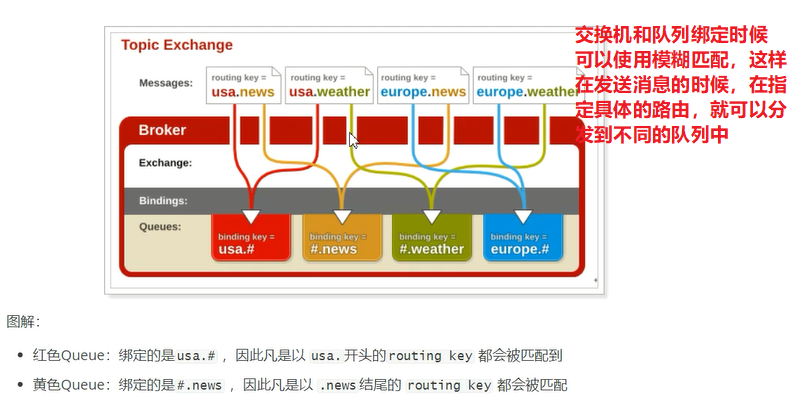 Topic Exchange
交换机和队列绑定时候
可以使用模糊匹配，这样
在发送消息的时候，在指
定具体的路由，就可以分
发到不同的队列中
Messages:
routing key =
usa.news
routing key =
usa.weather
routing key =
europe.news
routing key =
europe.weather
Broker
Exchange:
Bindings:
Queues:
binding key =
usa.#
binding key =
#.news
binding key =
#.weather
binding key =
europe.#
图解：
• 红色Queue：绑定的是usa.# ，因此凡是以 usa.开头的routing key 都会被匹配到
• 黄色Queue：绑定的是#.news ，因此凡是以 .news结尾的 routing key 都会被匹配